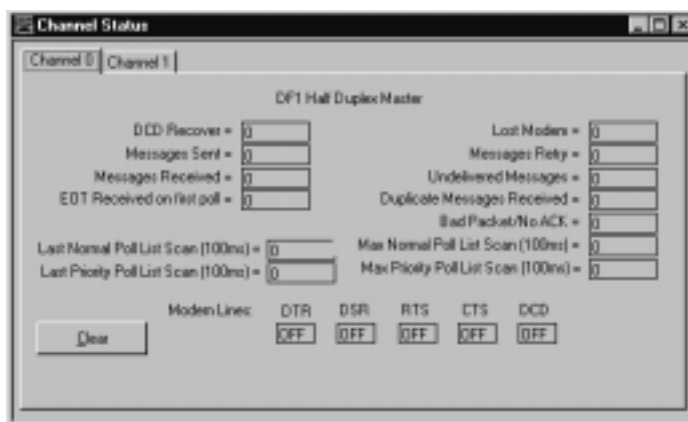 Channel Status
Channel 0 Channel 1
DF1 Half Duplex Master
DCD Recover = 0
Messages Sent = 0
Messages Received = 0
EOT Received on first poll = 0
Last Normal Poll List Scan (100ms) = 0
Last Priority Poll List Scan (100ms) = 0
Lost Modem = 0
Messages Retry = 0
Undelivered Messages = 0
Duplicate Messages Received = 0
Bad Packet/No ACK = 0
Max Normal Poll List Scan (100ms) = 0
Max Priority Poll List Scan (100ms) = 0
Modem Lines: DTR DSR RTS CTS DCD
OFF OFF OFF OFF OFF
Clear